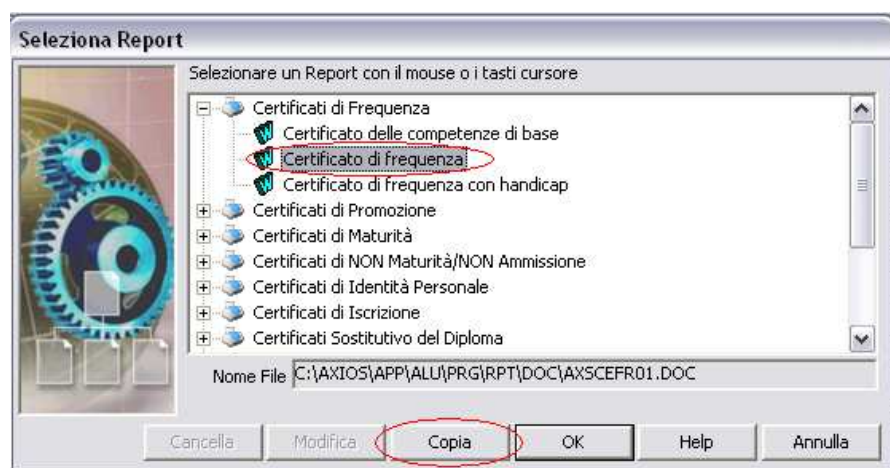 Seleziona Report
Selezionare un Report con il mouse o i tasti cursore
Certificati di Frequenza
Certificato delle competenze di base
Certificato di frequenza
Certificato di frequenza con handicap
Certificati di Promozione
Certificati di Maturità
Certificati di NON Maturità/NON Ammissione
Certificati di Identità Personale
Certificati di Iscrizione
Certificati Sostitutivo del Diploma
Nome File C:\AXIOS\APP\ALU\PRG\RPT\DOC\AXSCEFR01.DOC
Cancella Modifica Copia OK Help Annulla